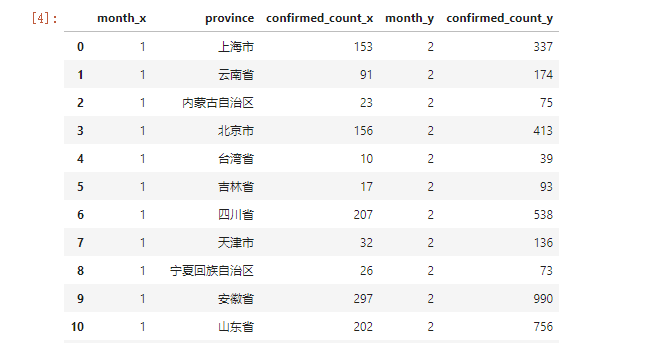 [4]: month_x province confirmed_count_x month_y confirmed_count_y
0 1 上海市 153 2 337
1 1 云南省 91 2 174
2 1 内蒙古自治区 23 2 75
3 1 北京市 156 2 413
4 1 台湾省 10 2 39
5 1 吉林省 17 2 93
6 1 四川省 207 2 538
7 1 天津市 32 2 136
8 1 宁夏回族自治区 26 2 73
9 1 安徽省 297 2 990
10 1 山东省 202 2 756